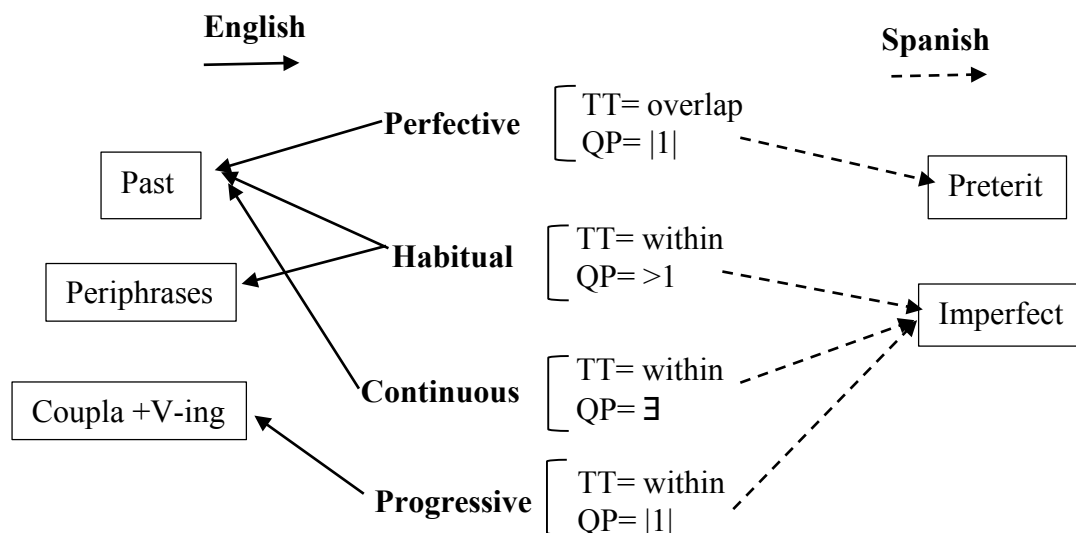 English
Spanish
Perfective
TT= overlap
QP= |1|
Past
Preterit
Habitual
TT= within
QP= >1
Periphrases
Imperfect
Continuous
TT= within
QP= ∃
Coupla +V-ing
Progressive
TT= within
QP= |1|